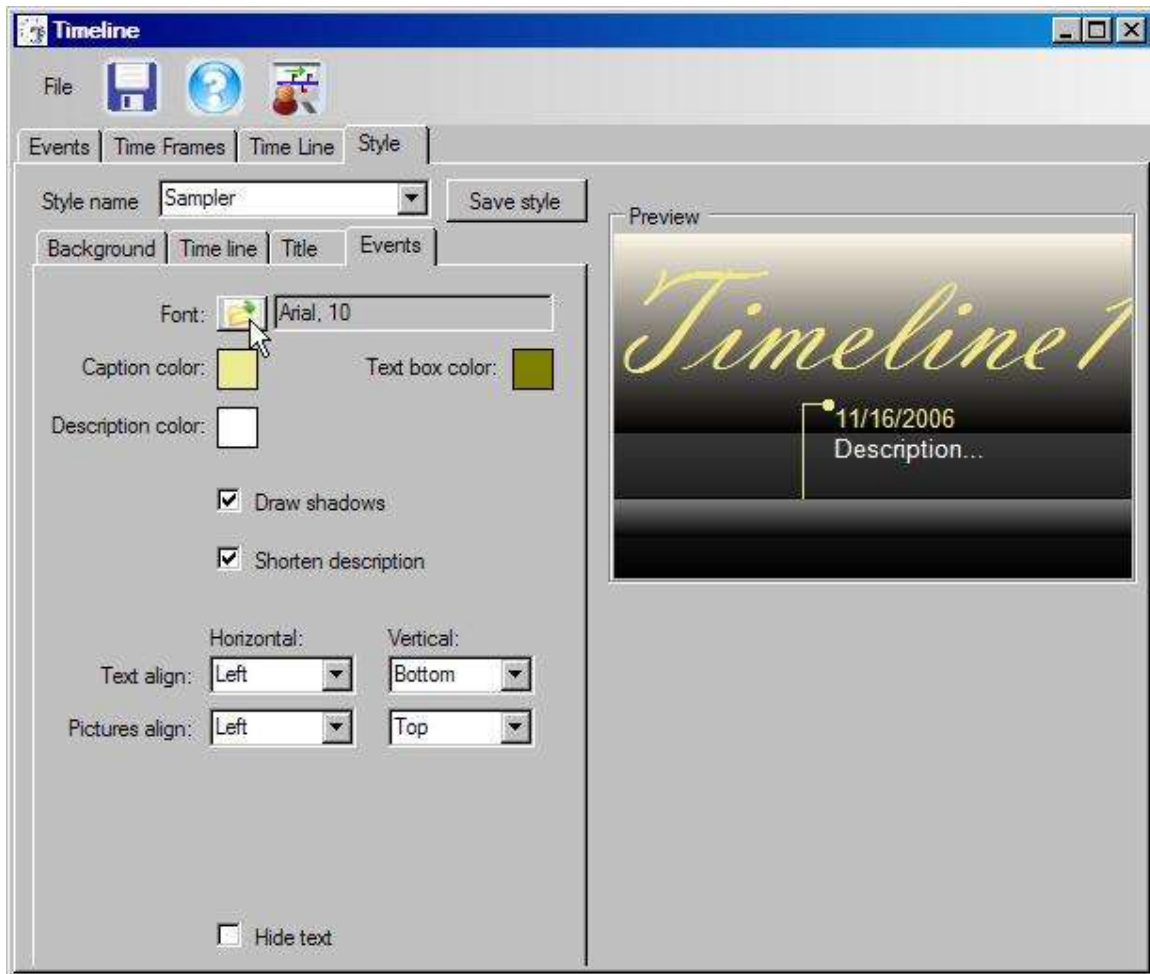 Timeline
File
Events Time Frames Time Line Style
Style name Sampler Save style
Background Time line Title Events
Font: Arial, 10
Caption color: Text box color:
Description color:
Draw shadows
Shorten description
Horizontal: Vertical:
Text align: Left Bottom
Pictures align: Left Top
Hide text
Preview
Timeline1
11/16/2006
Description...